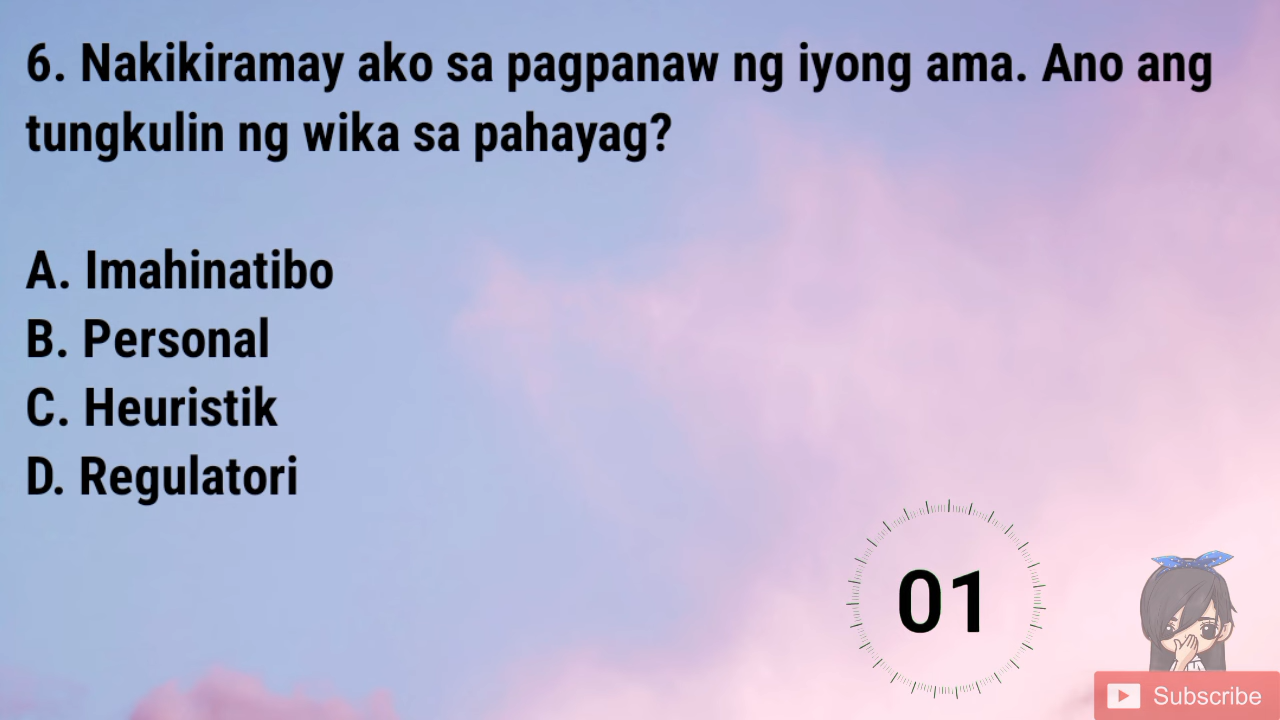 6. Nakikiramay ako sa pagpanaw ng iyong ama. Ano ang
tungkulin ng wika sa pahayag?
A. Imahinatibo
B. Personal
C. Heuristik
D. Regulatori
01
Subscribe